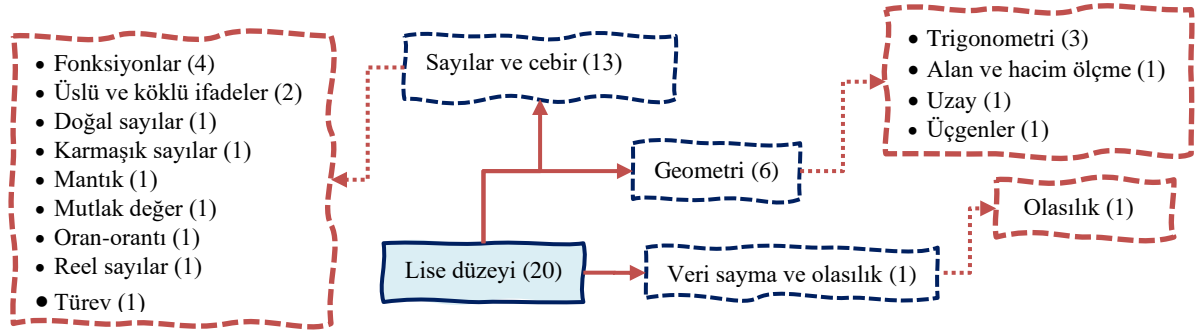 • Fonksiyonlar (4)
• Üslü ve köklü ifadeler (2)
• Doğal sayılar (1)
• Karmaşık sayılar (1)
• Mantık (1)
• Mutlak değer (1)
• Oran-orantı (1)
• Reel sayılar (1)
• Türev (1)
Sayılar ve cebir (13)
• Trigonometri (3)
• Alan ve hacim ölçme (1)
• Uzay (1)
• Üçgenler (1)
Geometri (6)
Olasılık (1)
Lise düzeyi (20)
Veri sayma ve olasılık (1)